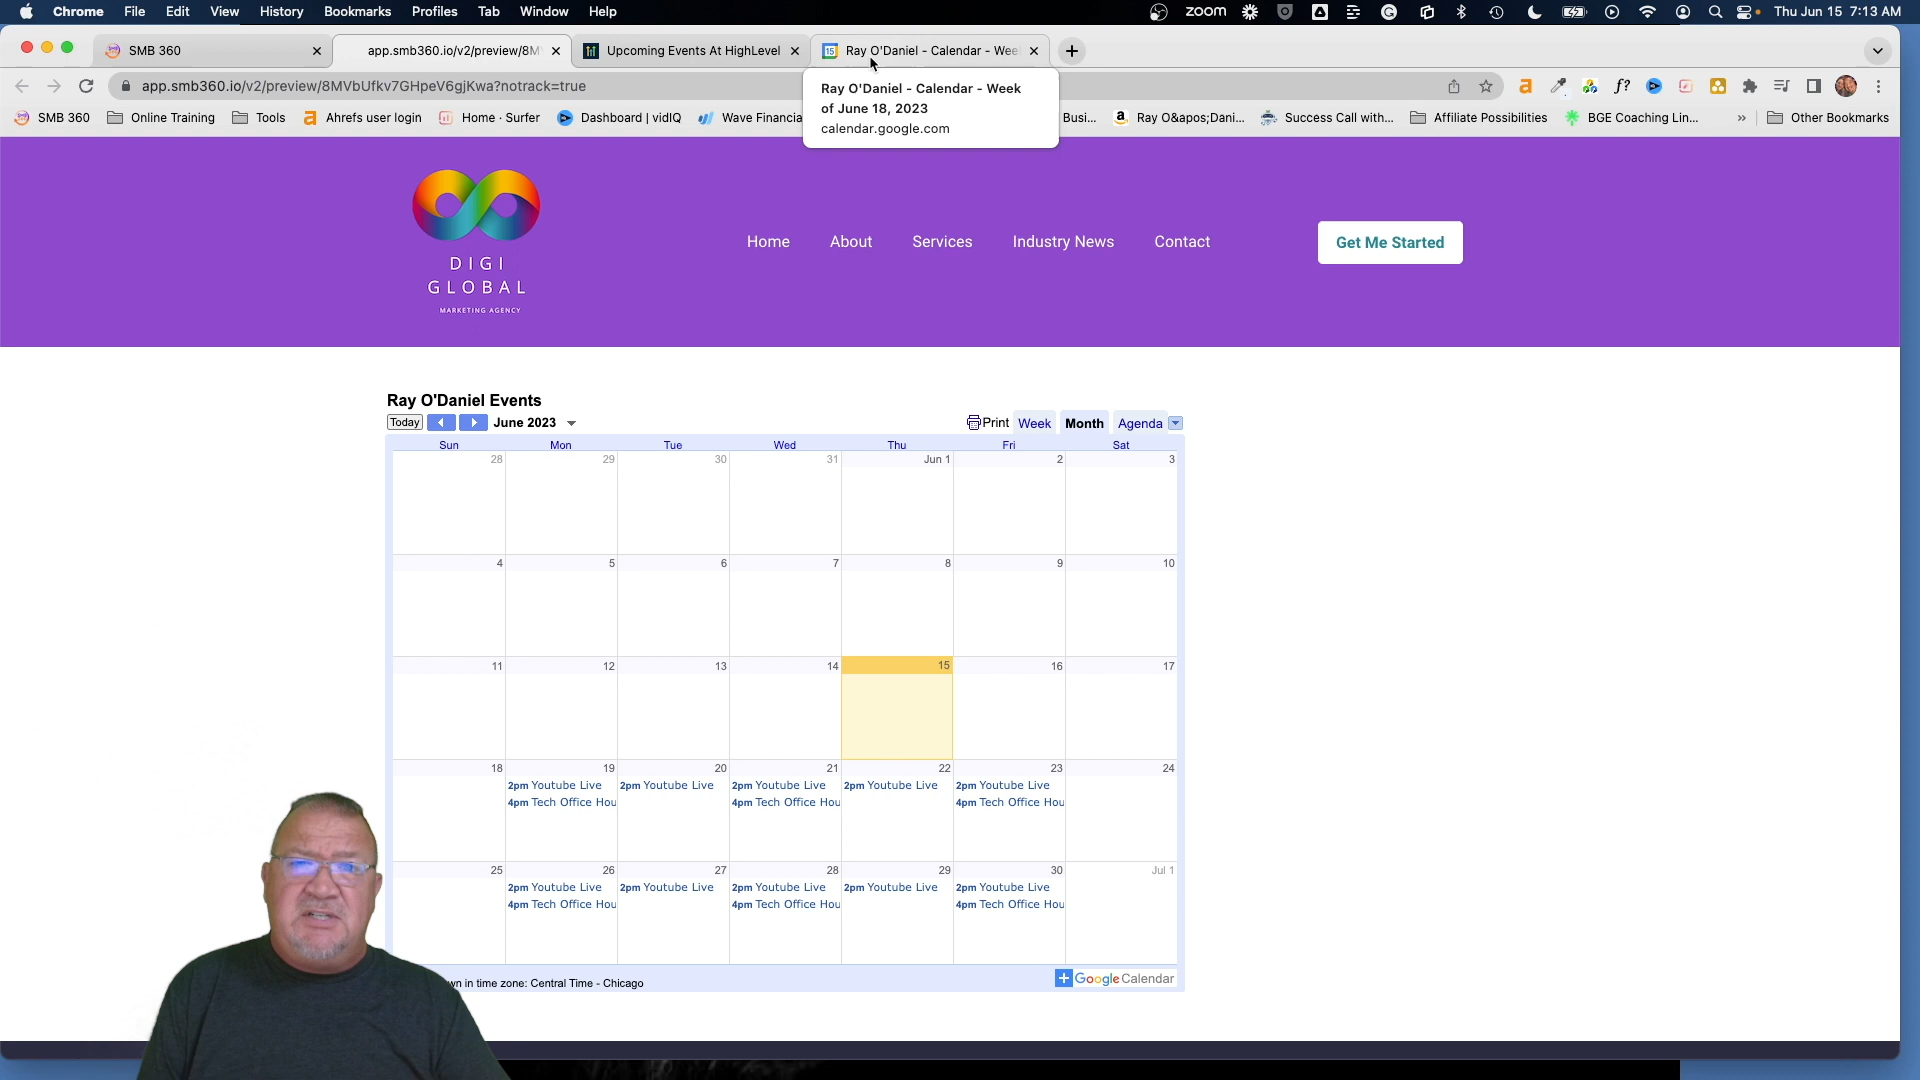 Chrome File Edit View History Bookmarks Profiles Tab Window Help zoom Thu Jun 15 7:13 AM
SMB 360 app.smb360.io/v2/preview/8M Upcoming Events At HighLevel Ray O'Daniel - Calendar - Wee
app.smb360.io/v2/preview/8MVbUfkv7GHpeV6gjKwa?notrack=true
Ray O'Daniel - Calendar - Week
of June 18, 2023
calendar.google.com
SMB 360 Online Training Tools Ahrefs user login Home · Surfer Dashboard | vidIQ Wave Financia Busi... Ray O&apos;Dani... Success Call with... Affiliate Possibilities BGE Coaching Lin... » Other Bookmarks
DIGI
GLOBAL
MARKETING AGENCY
Home About Services Industry News Contact Get Me Started
Ray O'Daniel Events
Today June 2023 Print Week Month Agenda
Sun Mon Tue Wed Thu Fri Sat
28 29 30 31 Jun 1 2 3
4 5 6 7 8 9 10
11 12 13 14 15 16 17
18 19 20 21 22 23 24
2pm Youtube Live 2pm Youtube Live 2pm Youtube Live 2pm Youtube Live 2pm Youtube Live
4pm Tech Office Hou 4pm Tech Office Hou 4pm Tech Office Hou
25 26 27 28 29 30 Jul 1
2pm Youtube Live 2pm Youtube Live 2pm Youtube Live 2pm Youtube Live 2pm Youtube Live
4pm Tech Office Hou 4pm Tech Office Hou 4pm Tech Office Hou
wn in time zone: Central Time - Chicago
Google Calendar